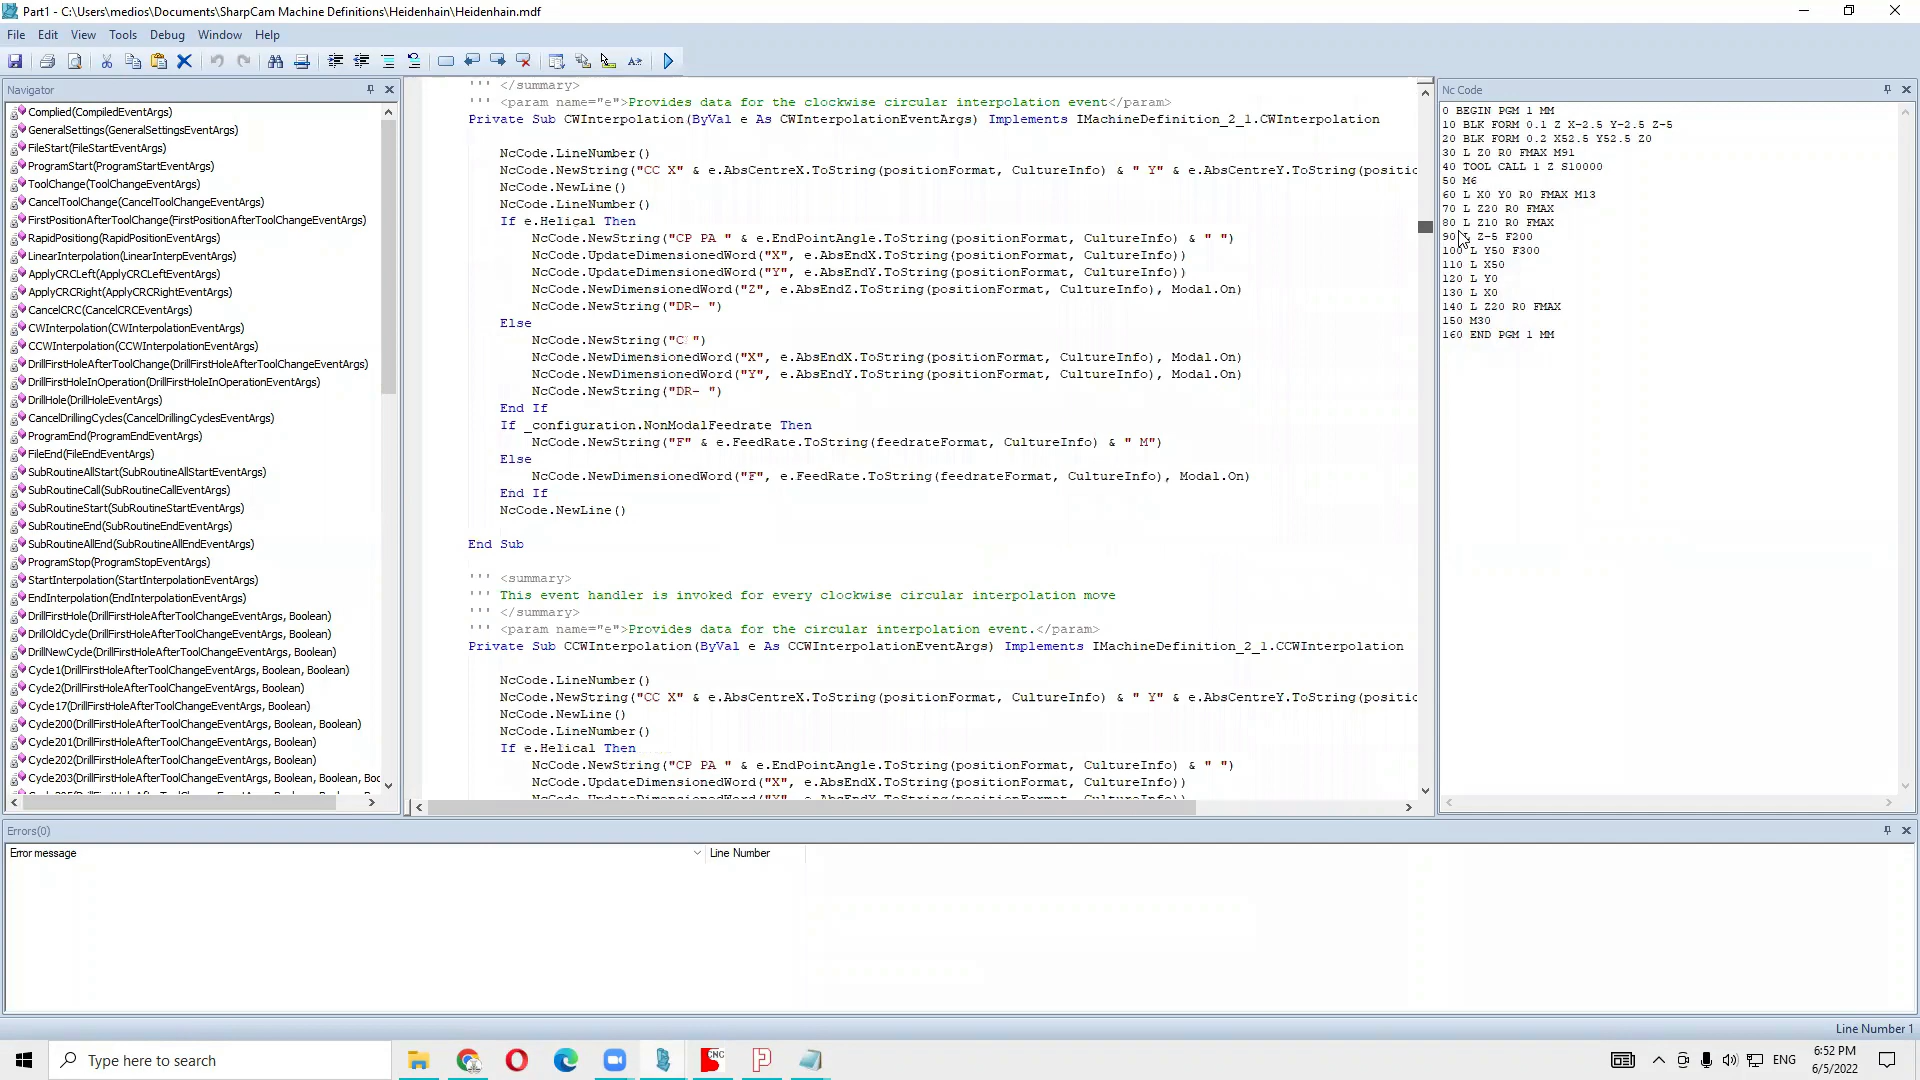 Part1 - C:\Users\medios\Documents\SharpCam Machine Definitions\Heidenhain\Heidenhain.mdf
File Edit View Tools Debug Window Help
Navigator
Complied(CompiledEventArgs)
GeneralSettings(GeneralSettingsEventArgs)
FileStart(FileStartEventArgs)
ProgramStart(ProgramStartEventArgs)
ToolChange(ToolChangeEventArgs)
CancelToolChange(CancelToolChangeEventArgs)
FirstPositionAfterToolChange(FirstPositionAfterToolChangeEventArgs)
RapidPositiong(RapidPositionEventArgs)
LinearInterpolation(LinearInterpEventArgs)
ApplyCRCLeft(ApplyCRCLeftEventArgs)
ApplyCRCRight(ApplyCRCRightEventArgs)
CancelCRC(CancelCRCEventArgs)
CWInterpolation(CWInterpolationEventArgs)
CCWInterpolation(CCWInterpolationEventArgs)
DrillFirstHoleAfterToolChange(DrillFirstHoleAfterToolChangeEventArgs)
DrillFirstHoleInOperation(DrillFirstHoleInOperationEventArgs)
DrillHole(DrillHoleEventArgs)
CancelDrillingCycles(CancelDrillingCyclesEventArgs)
ProgramEnd(ProgramEndEventArgs)
FileEnd(FileEndEventArgs)
SubRoutineAllStart(SubRoutineAllStartEventArgs)
SubRoutineCall(SubRoutineCallEventArgs)
SubRoutineStart(SubRoutineStartEventArgs)
SubRoutineEnd(SubRoutineEndEventArgs)
SubRoutineAllEnd(SubRoutineAllEndEventArgs)
ProgramStop(ProgramStopEventArgs)
StartInterpolation(StartInterpolationEventArgs)
EndInterpolation(EndInterpolationEventArgs)
DrillFirstHole(DrillFirstHoleAfterToolChangeEventArgs, Boolean)
DrillOldCycle(DrillFirstHoleAfterToolChangeEventArgs, Boolean)
DrillNewCycle(DrillFirstHoleAfterToolChangeEventArgs, Boolean)
Cycle1(DrillFirstHoleAfterToolChangeEventArgs, Boolean, Boolean)
Cycle2(DrillFirstHoleAfterToolChangeEventArgs, Boolean)
Cycle17(DrillFirstHoleAfterToolChangeEventArgs, Boolean)
Cycle200(DrillFirstHoleAfterToolChangeEventArgs, Boolean, Boolean)
Cycle201(DrillFirstHoleAfterToolChangeEventArgs, Boolean)
Cycle202(DrillFirstHoleAfterToolChangeEventArgs, Boolean)
Cycle203(DrillFirstHoleAfterToolChangeEventArgs, Boolean, Boolean, Boo
''' </summary>
''' <param name="e">Provides data for the clockwise circular interpolation event</param>
Private Sub CWInterpolation(ByVal e As CWInterpolationEventArgs) Implements IMachineDefinition_2_1.CWInterpolation
NcCode.LineNumber()
NcCode.NewString("CC X" & e.AbsCentreX.ToString(positionFormat, CultureInfo) & " Y" & e.AbsCentreY.ToString(positionFormat, C
NcCode.NewLine()
NcCode.LineNumber()
If e.Helical Then
NcCode.NewString("CP PA " & e.EndPointAngle.ToString(positionFormat, CultureInfo) & " ")
NcCode.UpdateDimensionedWord("X", e.AbsEndX.ToString(positionFormat, CultureInfo))
NcCode.UpdateDimensionedWord("Y", e.AbsEndY.ToString(positionFormat, CultureInfo))
NcCode.NewDimensionedWord("Z", e.AbsEndZ.ToString(positionFormat, CultureInfo), Modal.On)
NcCode.NewString("DR- ")
Else
NcCode.NewString("C ")
NcCode.NewDimensionedWord("X", e.AbsEndX.ToString(positionFormat, CultureInfo), Modal.On)
NcCode.NewDimensionedWord("Y", e.AbsEndY.ToString(positionFormat, CultureInfo), Modal.On)
NcCode.NewString("DR- ")
End If
If _configuration.NonModalFeedrate Then
NcCode.NewString("F" & e.FeedRate.ToString(feedrateFormat, CultureInfo) & " M")
Else
NcCode.NewDimensionedWord("F", e.FeedRate.ToString(feedrateFormat, CultureInfo), Modal.On)
End If
NcCode.NewLine()
End Sub
''' <summary>
''' This event handler is invoked for every clockwise circular interpolation move
''' </summary>
''' <param name="e">Provides data for the circular interpolation event.</param>
Private Sub CCWInterpolation(ByVal e As CCWInterpolationEventArgs) Implements IMachineDefinition_2_1.CCWInterpolation
NcCode.LineNumber()
NcCode.NewString("CC X" & e.AbsCentreX.ToString(positionFormat, CultureInfo) & " Y" & e.AbsCentreY.ToString(positic
NcCode.NewLine()
NcCode.LineNumber()
If e.Helical Then
NcCode.NewString("CP PA " & e.EndPointAngle.ToString(positionFormat, CultureInfo) & " ")
NcCode.UpdateDimensionedWord("X", e.AbsEndX.ToString(positionFormat, CultureInfo))
Nc Code
0 BEGIN PGM 1 MM
10 BLK FORM 0.1 Z X-2.5 Y-2.5 Z-5
20 BLK FORM 0.2 X52.5 Y52.5 Z0
30 L Z0 R0 FMAX M91
40 TOOL CALL 1 Z S10000
50 M6
60 L X0 Y0 R0 FMAX M13
70 L Z20 R0 FMAX
80 L Z10 R0 FMAX
90 L Z-5 F200
100 L Y50 F300
110 L X50
120 L Y0
130 L X0
140 L Z20 R0 FMAX
150 M30
160 END PGM 1 MM
Errors(0)
Error message Line Number
Line Number 1
Type here to search
CNC
ENG
6:52 PM
6/5/2022